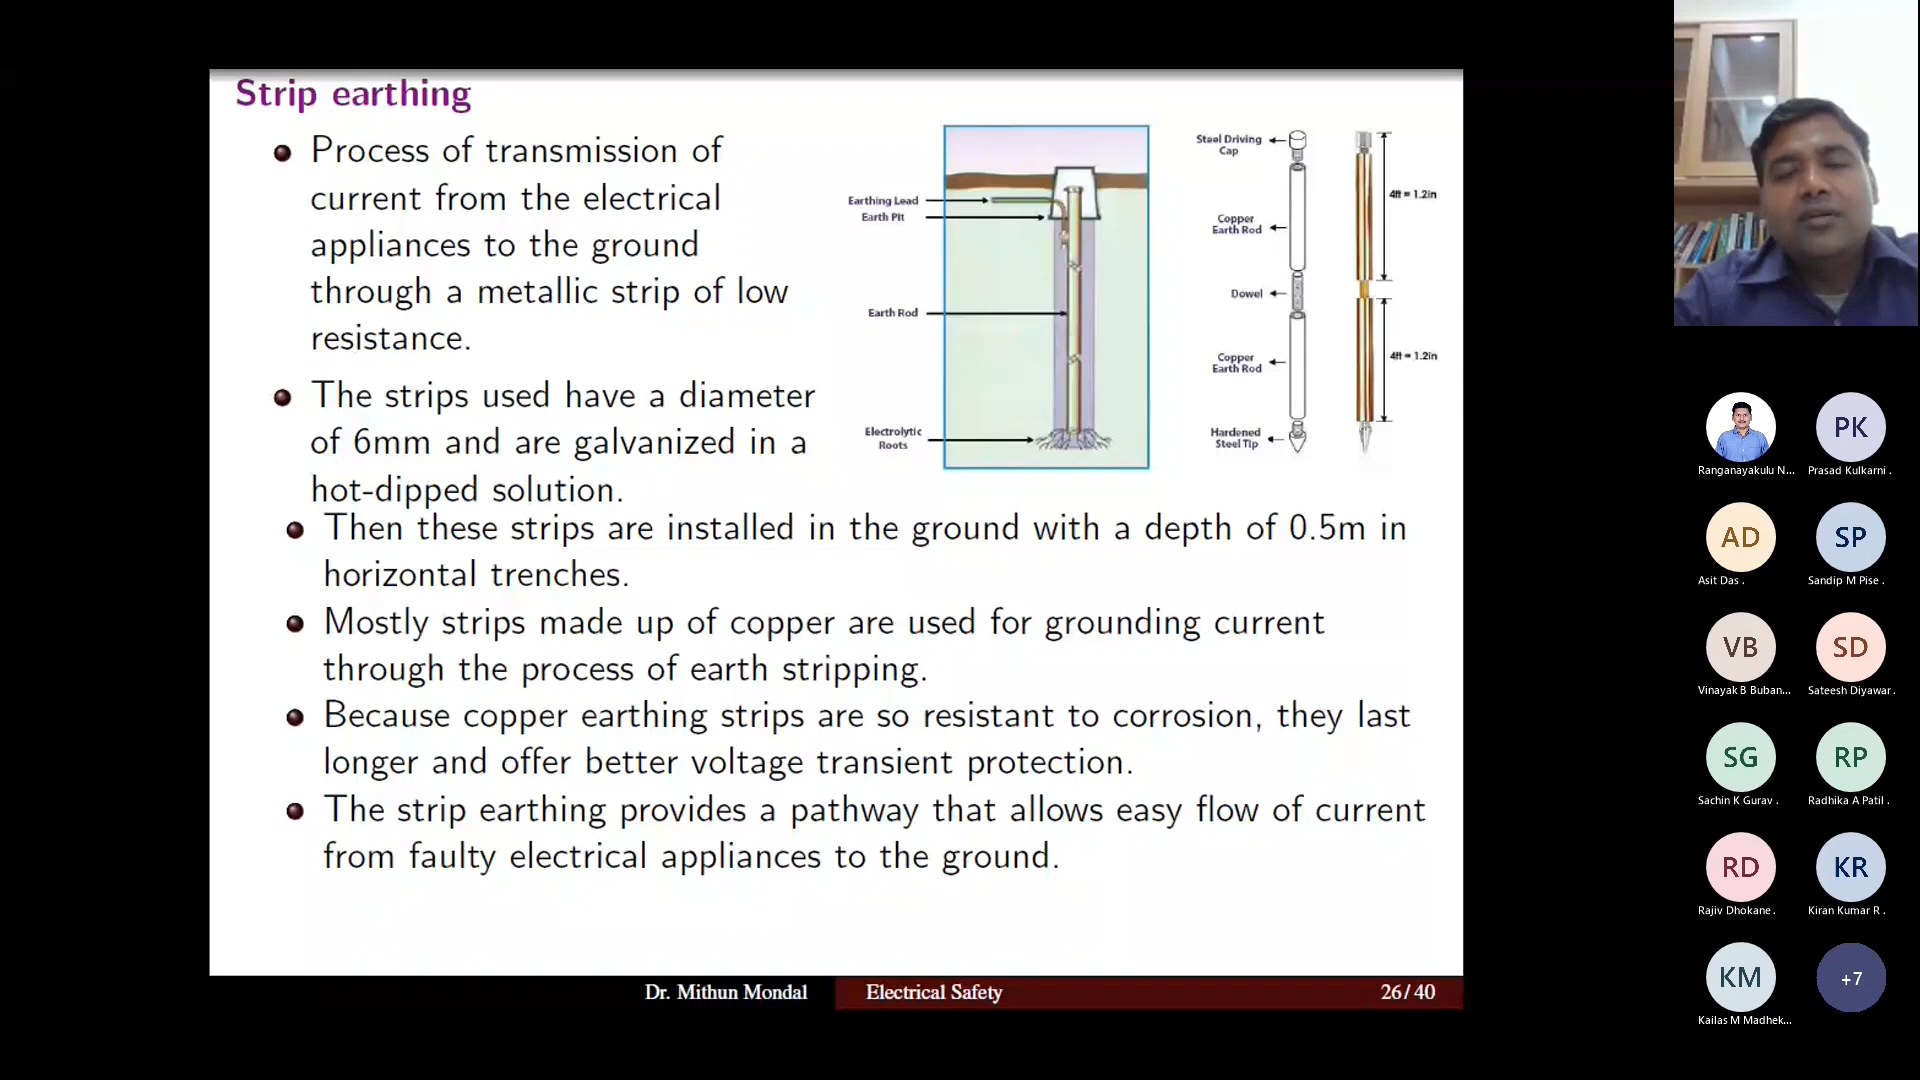 Strip earthing
Process of transmission of
current from the electrical
appliances to the ground
through a metallic strip of low
resistance.
The strips used have a diameter
of 6mm and are galvanized in a
hot-dipped solution.
Then these strips are installed in the ground with a depth of 0.5m in
horizontal trenches.
Mostly strips made up of copper are used for grounding current
through the process of earth stripping.
Because copper earthing strips are so resistant to corrosion, they last
longer and offer better voltage transient protection.
The strip earthing provides a pathway that allows easy flow of current
from faulty electrical appliances to the ground.
Earthing Lead
Earth Pit
Earth Rod
Electrolytic
Roots
Steel Driving
Cap
Copper
Earth Rod
Dowel
Copper
Earth Rod
Hardened
Steel Tip
4ft = 1.2in
4ft = 1.2in
Dr. Mithun Mondal
Electrical Safety
26/40
Ranganayakulu N...
PK
Prasad Kulkarni .
AD
Asit Das .
SP
Sandip M Pise .
VB
Vinayak B Buban...
SD
Sateesh Diyawar .
SG
Sachin K Gurav .
RP
Radhika A Patil .
RD
Rajiv Dhokane .
KR
Kiran Kumar R .
KM
Kailas M Madhek...
+7